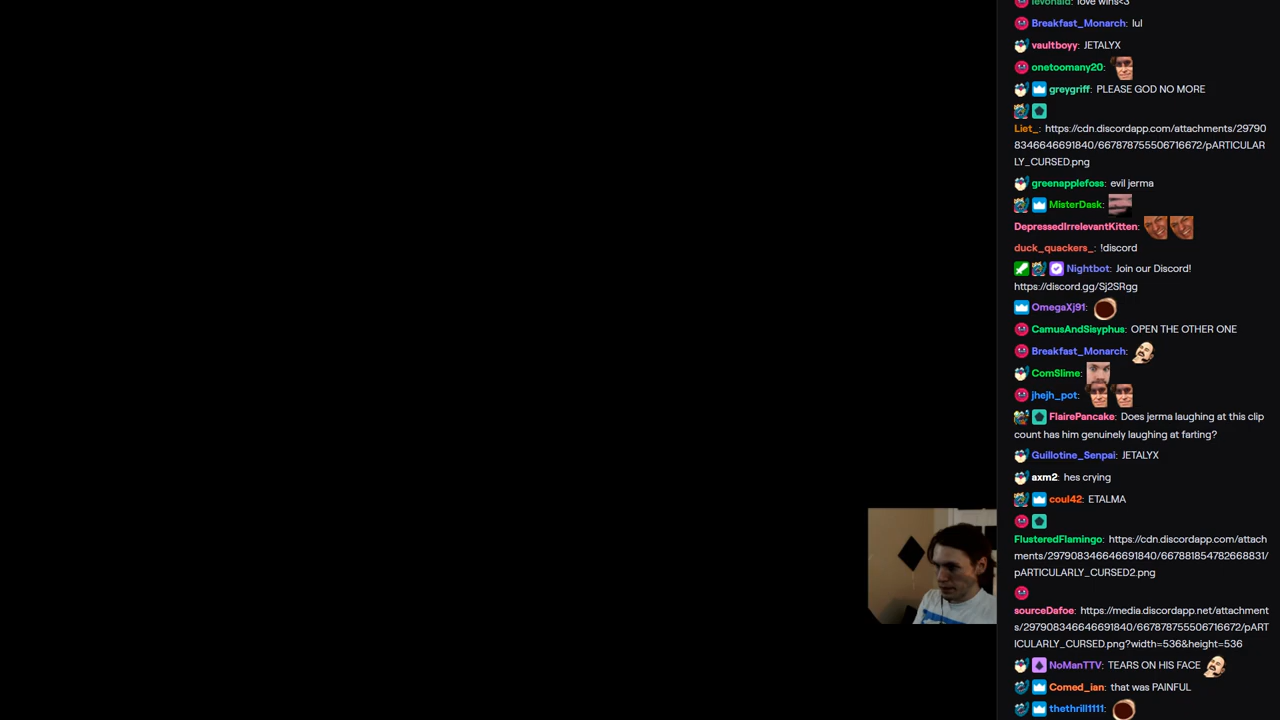 levonald: love wins<3
Breakfast_Monarch: lul
vaultboyy: JETALYX
onetoomany20:
greygriff: PLEASE GOD NO MORE
Liet_: https://cdn.discordapp.com/attachments/29790
8346646691840/667878755506716672/pARTICULAR
LY_CURSED.png
greenapplefoss: evil jerma
MisterDask:
DepressedIrrelevantKitten:
duck_quackers_: !discord
Nightbot: Join our Discord!
https://discord.gg/Sj2SRgg
OmegaXj91:
CamusAndSisyphus: OPEN THE OTHER ONE
Breakfast_Monarch:
ComSlime:
jhejh_pot:
FlairePancake: Does jerma laughing at this clip
count has him genuinely laughing at farting?
Guillotine_Senpai: JETALYX
axm2: hes crying
coul42: ETALMA
FlusteredFlamingo: https://cdn.discordapp.com/attach
ments/297908346646691840/667881854782668831/
pARTICULARLY_CURSED2.png
sourceDafoe: https://media.discordapp.net/attachment
s/297908346646691840/667878755506716672/pART
ICULARLY_CURSED.png?width=536&height=536
NoManTTV: TEARS ON HIS FACE
Comed_ian: that was PAINFUL
thethrill1111: